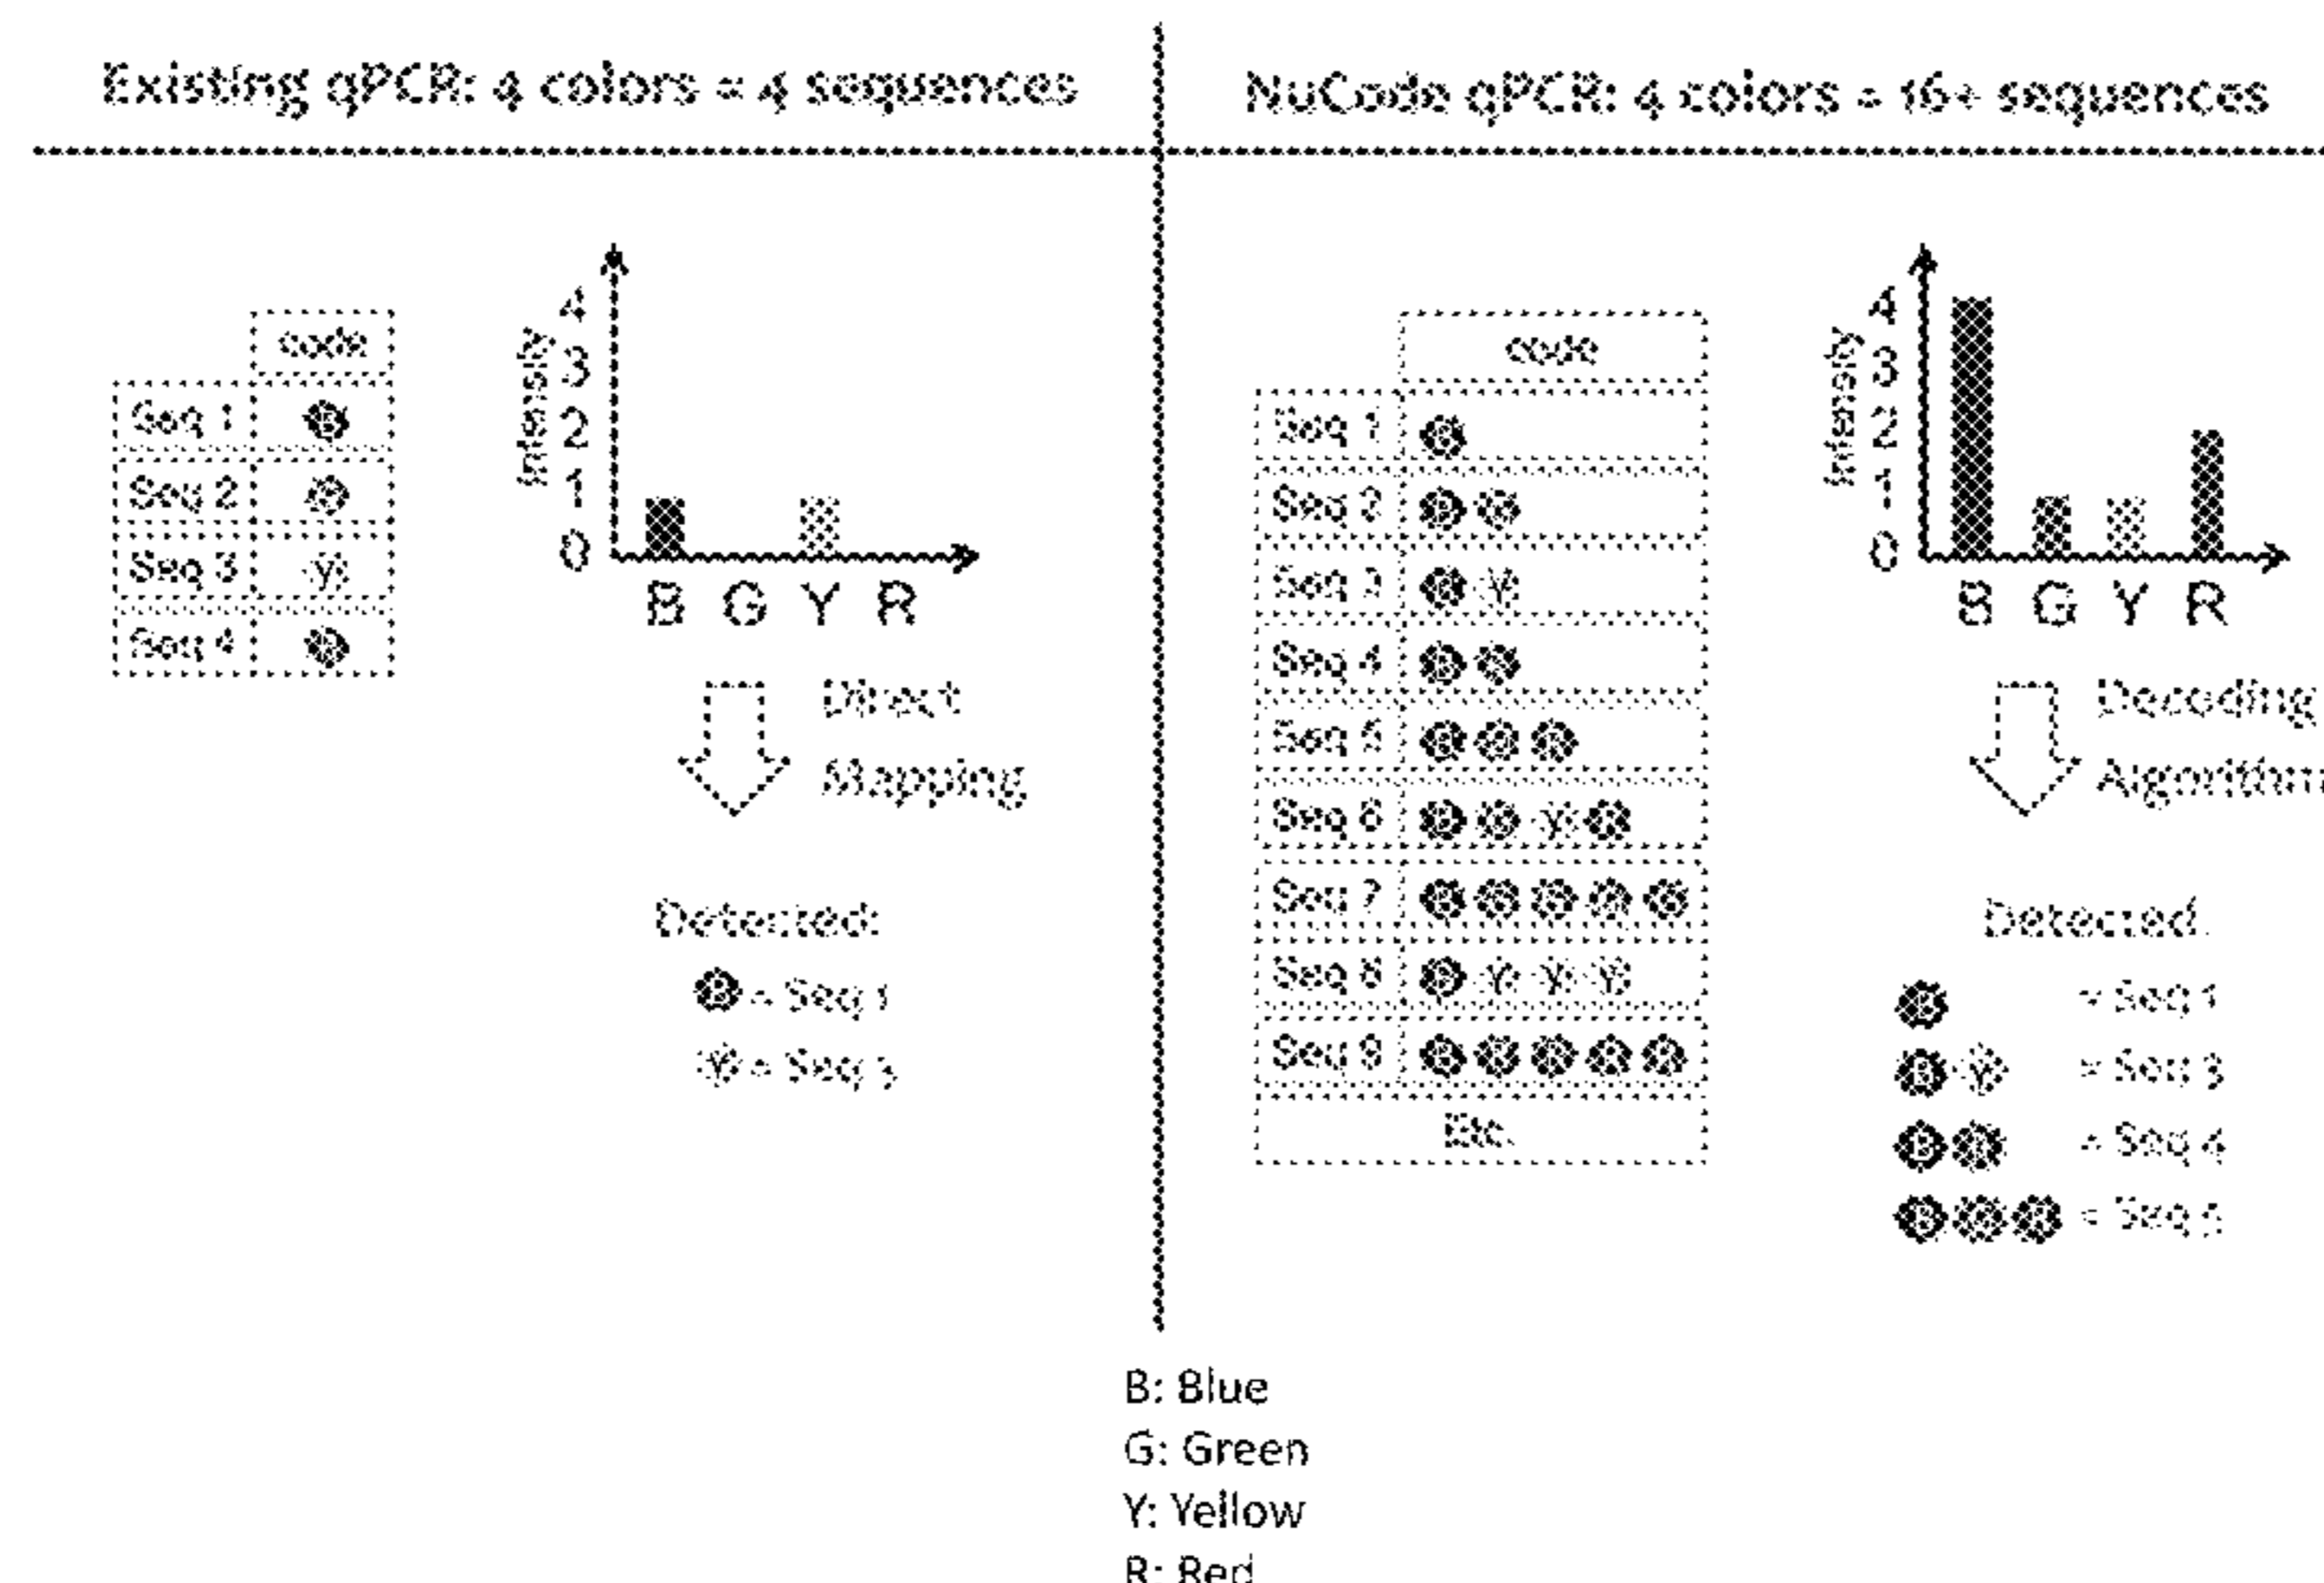 Existing qPCR: 4 colors = 4 sequences
code
Seq 1 B
Seq 2
Seq 3 Y
Seq 4
Intensity
4
3
2
1
0
B G Y R
Direct
Mapping
Detected:
B = Seq 1
Y = Seq 3
NuCode qPCR: 4 colors = 16+ sequences
code
Seq 1
Seq 2 B
Seq 3 Y
Seq 4 B
Seq 5
Seq 6 B Y
Seq 7
Seq 8 B Y Y Y
Seq 9
Etc.
Intensity
4
3
2
1
0
B G Y R
Decoding
Algorithm
Detected:
B = Seq 1
B Y = Seq 3
B = Seq 4
B = Seq 5
B: Blue
G: Green
Y: Yellow
R: Red